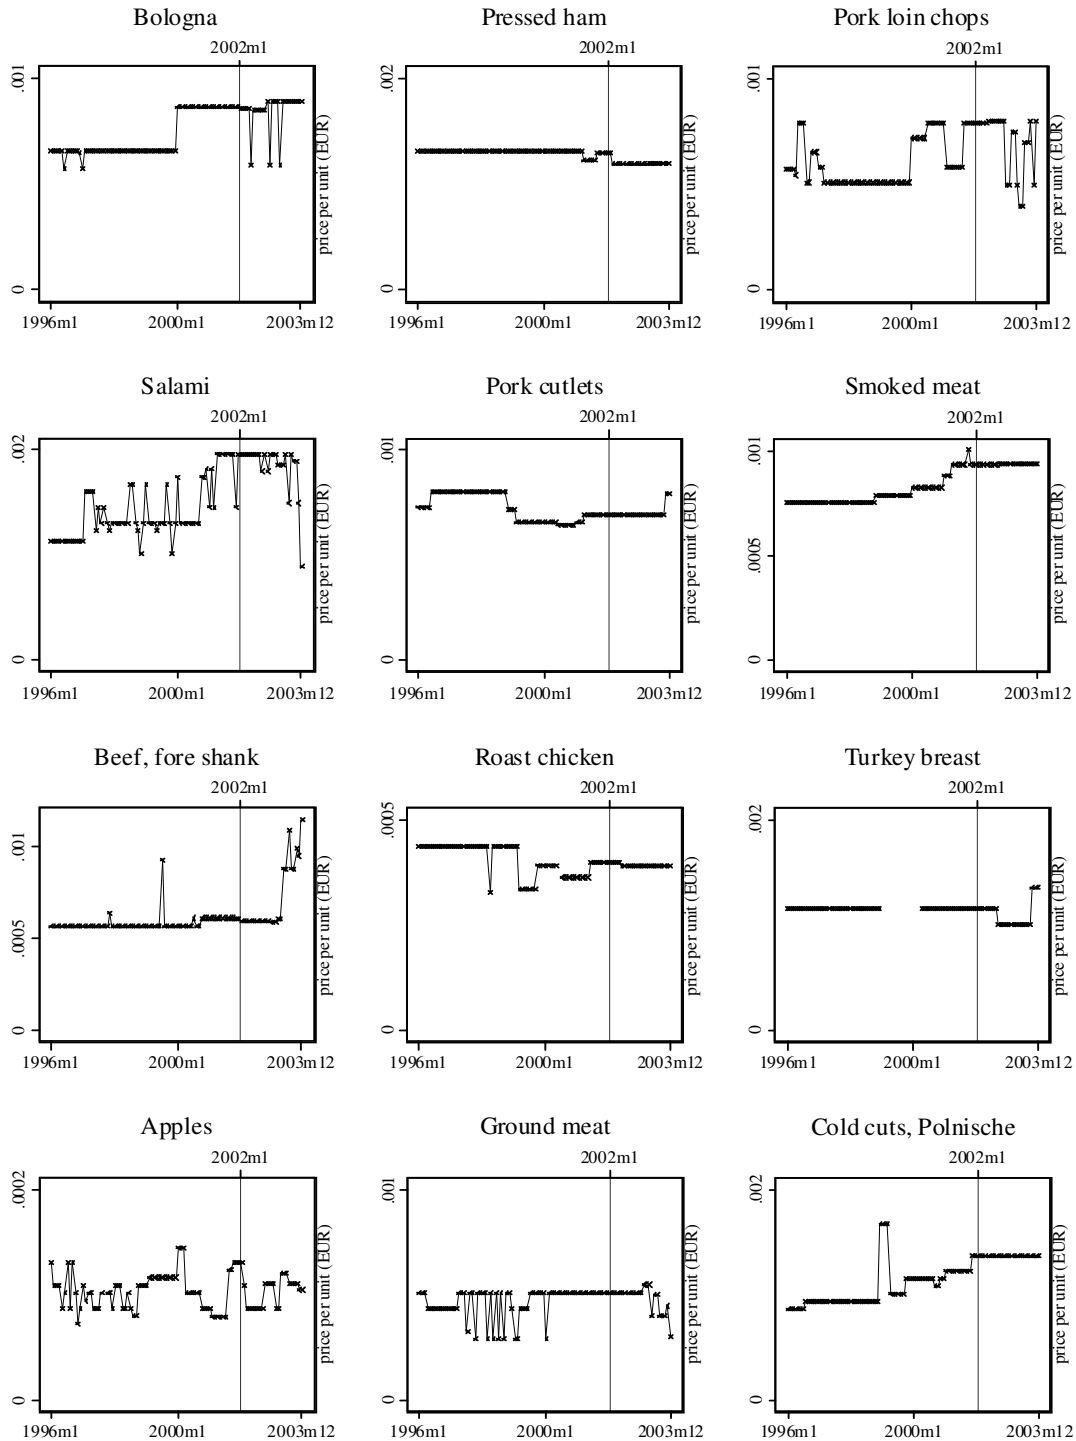 Bologna
2002m1
.001
0
1996m1
2000m1
2003m12
price per unit (EUR)
Pressed ham
2002m1
.002
0
1996m1
2000m1
2003m12
price per unit (EUR)
Pork loin chops
2002m1
.001
0
1996m1
2000m1
2003m12
price per unit (EUR)
Salami
2002m1
.002
0
1996m1
2000m1
2003m12
price per unit (EUR)
Pork cutlets
2002m1
.001
0
1996m1
2000m1
2003m12
price per unit (EUR)
Smoked meat
2002m1
.001
.0005
0
1996m1
2000m1
2003m12
price per unit (EUR)
Beef, fore shank
2002m1
.001
.0005
0
1996m1
2000m1
2003m12
price per unit (EUR)
Roast chicken
2002m1
.0005
0
1996m1
2000m1
2003m12
price per unit (EUR)
Turkey breast
2002m1
.002
0
1996m1
2000m1
2003m12
price per unit (EUR)
Apples
2002m1
.0002
0
1996m1
2000m1
2003m12
price per unit (EUR)
Ground meat
2002m1
.001
0
1996m1
2000m1
2003m12
price per unit (EUR)
Cold cuts, Polnische
2002m1
.002
0
1996m1
2000m1
2003m12
price per unit (EUR)